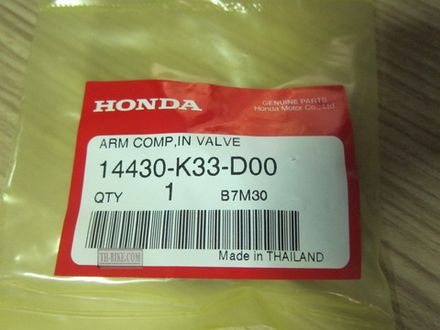 HONDA
GENUINE PARTS
Honda Motor Co., Ltd.
ARM COMP,IN VALVE
14430-K33-D00
QTY 1 B7M30
TH-BIKE.COM
Made in THAILAND